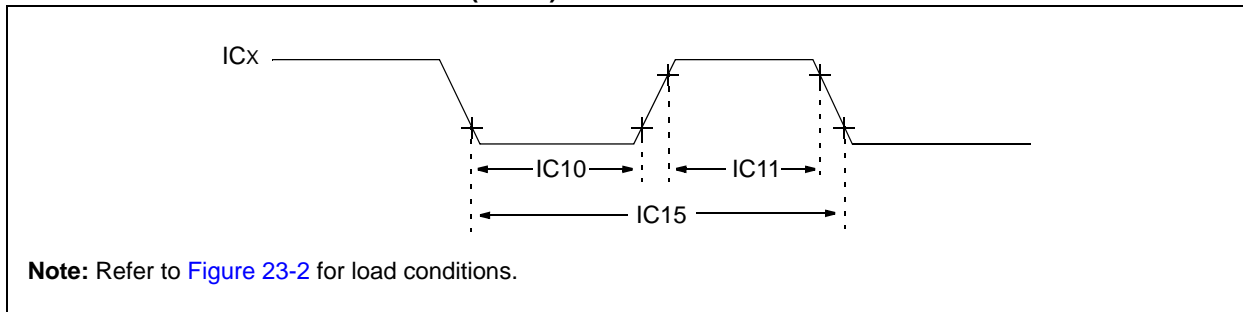 ICx
IC10
IC11
IC15
Note: Refer to Figure 23-2 for load conditions.